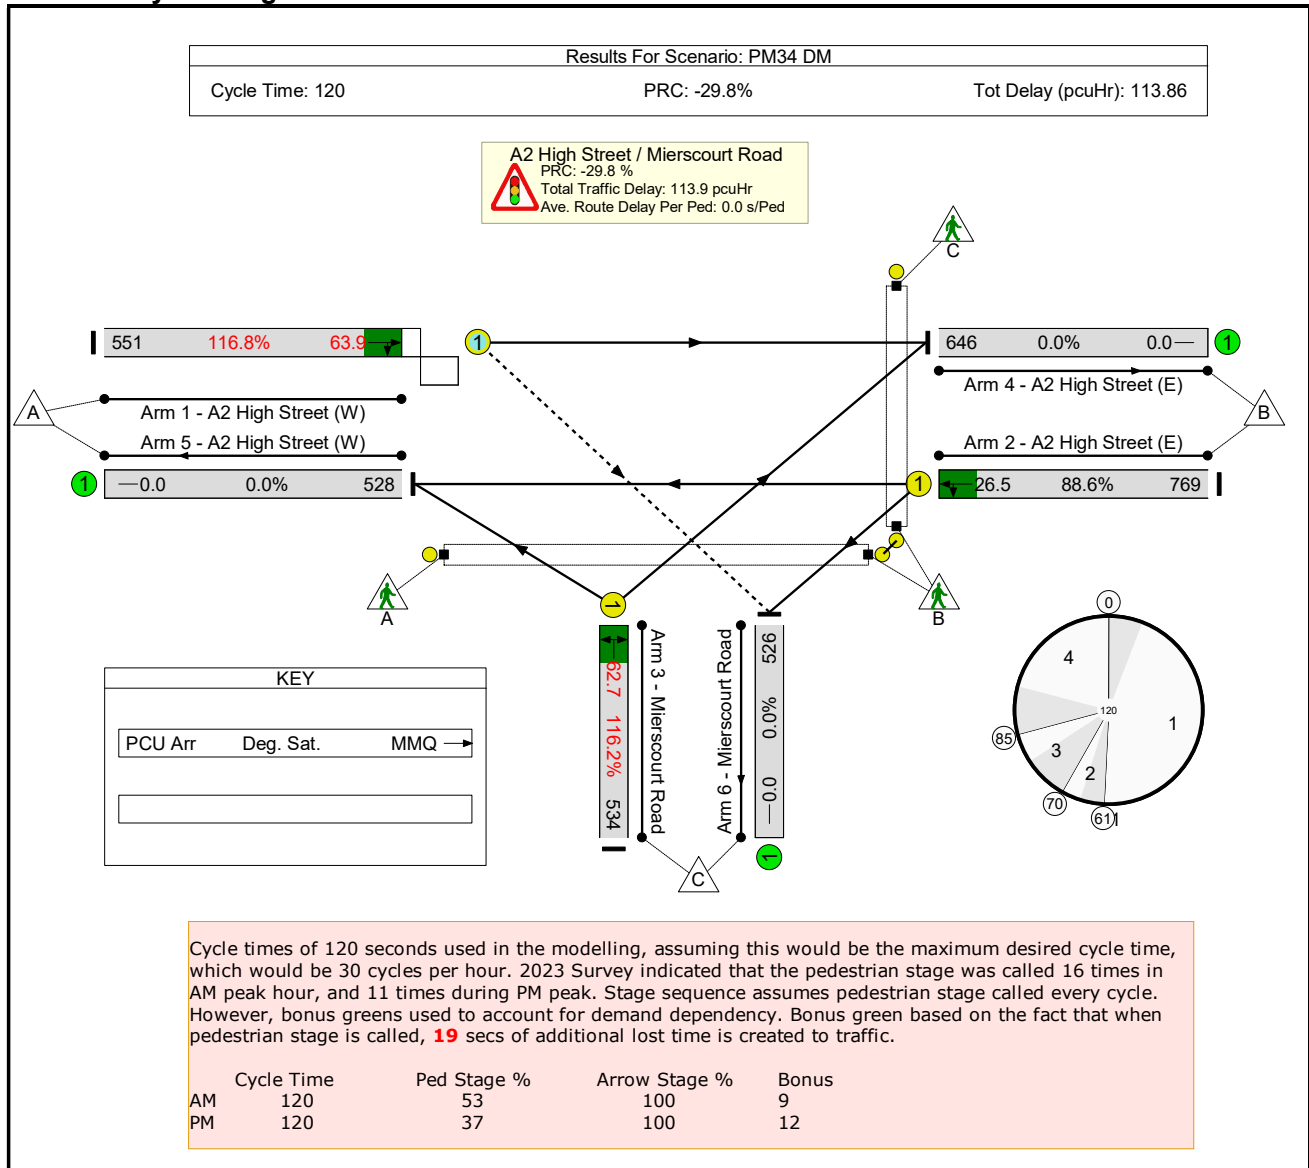 Results For Scenario: PM34 DM
Cycle Time: 120 PRC: -29.8% Tot Delay (pcuHr): 113.86
A2 High Street / Mierscourt Road
PRC: -29.8 %
Total Traffic Delay: 113.9 pcuHr
Ave. Route Delay Per Ped: 0.0 s/Ped
C
551 116.8% 63.9
1
646 0.0% 0.0
1
Arm 4 - A2 High Street (E)
A
Arm 1 - A2 High Street (W)
B
Arm 5 - A2 High Street (W)
Arm 2 - A2 High Street (E)
1
0.0 0.0% 528
1
26.5 88.6% 769
A
B
1
62.7 116.2% 534
Arm 3 - Mierscourt Road
Arm 6 - Mierscourt Road
0.0 0.0% 526
1
C
0
4
120
1
85
3
2
70
61
KEY
PCU Arr Deg. Sat. MMQ
Cycle times of 120 seconds used in the modelling, assuming this would be the maximum desired cycle time,
which would be 30 cycles per hour. 2023 Survey indicated that the pedestrian stage was called 16 times in
AM peak hour, and 11 times during PM peak. Stage sequence assumes pedestrian stage called every cycle.
However, bonus greens used to account for demand dependency. Bonus green based on the fact that when
pedestrian stage is called, 19 secs of additional lost time is created to traffic.
Cycle Time Ped Stage % Arrow Stage % Bonus
AM 120 53 100 9
PM 120 37 100 12